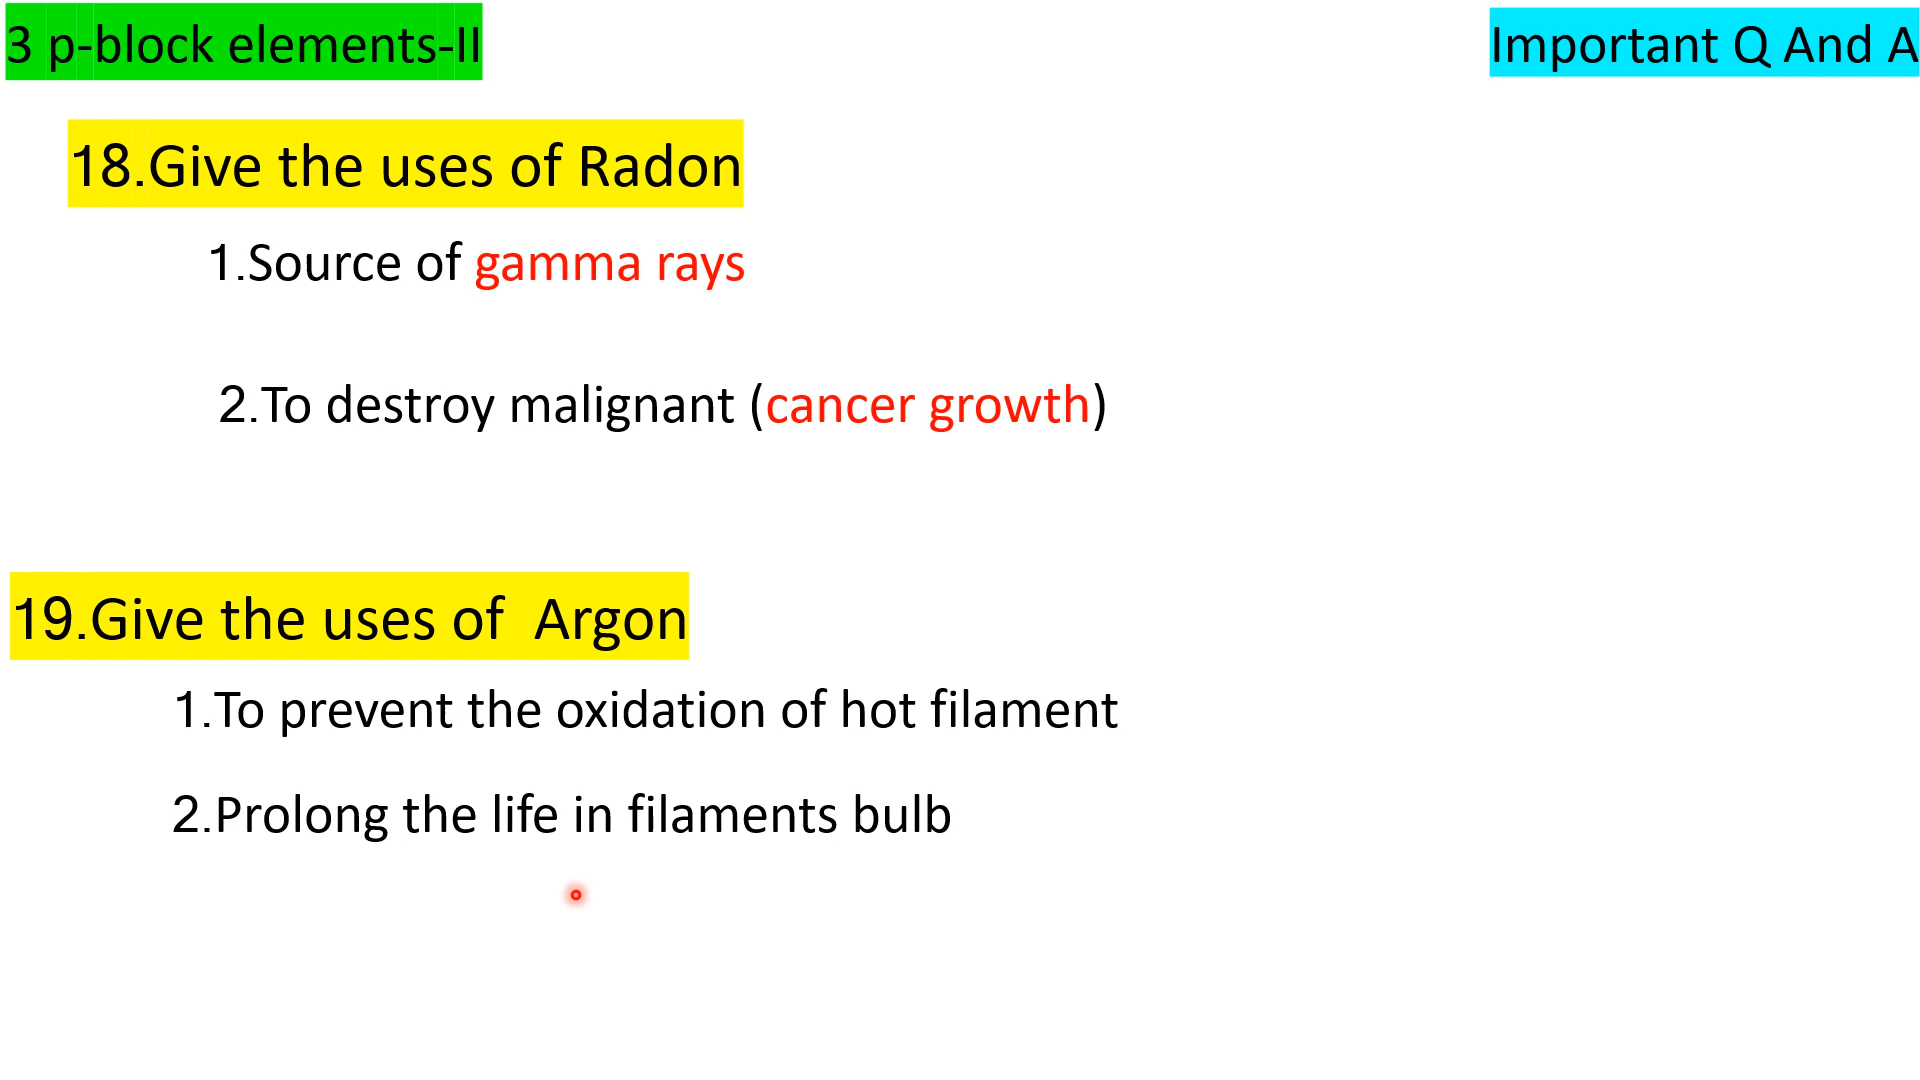 3 p-block elements-II
Important Q And A
18.Give the uses of Radon
1.Source of gamma rays
2.To destroy malignant (cancer growth)
19.Give the uses of  Argon
1.To prevent the oxidation of hot filament
2.Prolong the life in filaments bulb